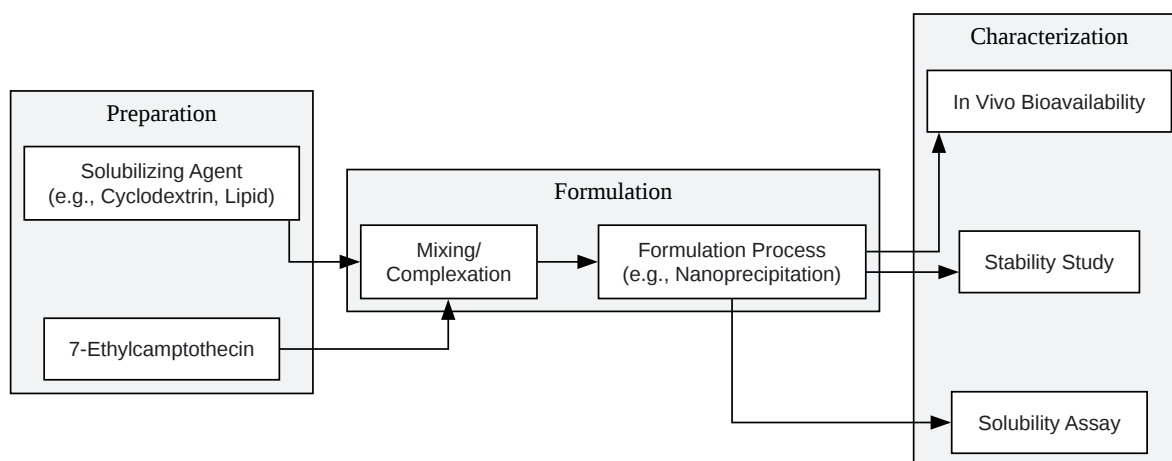 Preparation
Solubilizing Agent
(e.g., Cyclodextrin, Lipid)
7-Ethylcamptothecin
Formulation
Mixing/
Complexation
Formulation Process
(e.g., Nanoprecipitation)
Characterization
In Vivo Bioavailability
Stability Study
Solubility Assay